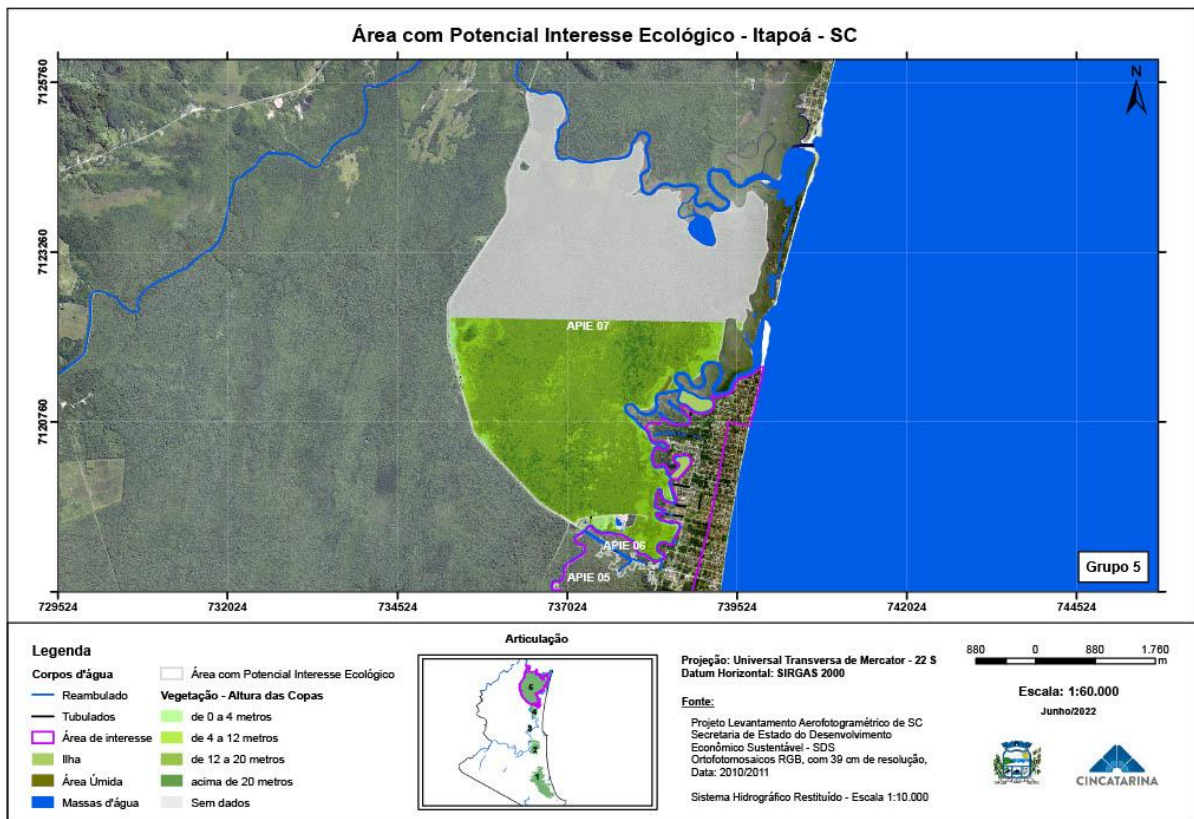 Área com Potencial Interesse Ecológico - Itapoá - SC
7125760
7123260
7120760
N
APIE 07
APIE 06
APIE 05
Grupo 5
729524
732024
734524
737024
739524
742024
744524
Legenda
Corpos d'água
Reambulado
Tubulados
Área de interesse
Ilha
Área Úmida
Massas d'água
Área com Potencial Interesse Ecológico
Vegetação - Altura das Copas
de 0 a 4 metros
de 4 a 12 metros
de 12 a 20 metros
acima de 20 metros
Sem dados
Articulação
5
4
3
2
1
Projeção: Universal Transversa de Mercator - 22 S
Datum Horizontal: SIRGAS 2000
Fonte:
Projeto Levantamento Aerofotogramétrico de SC
Secretaria de Estado do Desenvolvimento
Econômico Sustentável - SDS
Ortofotomosaicos RGB, com 39 cm de resolução,
Data: 2010/2011
Sistema Hidrográfico Restituído - Escala 1:10.000
880 0 880 1.760
m
Escala: 1:60.000
Junho/2022
CINCATARINA